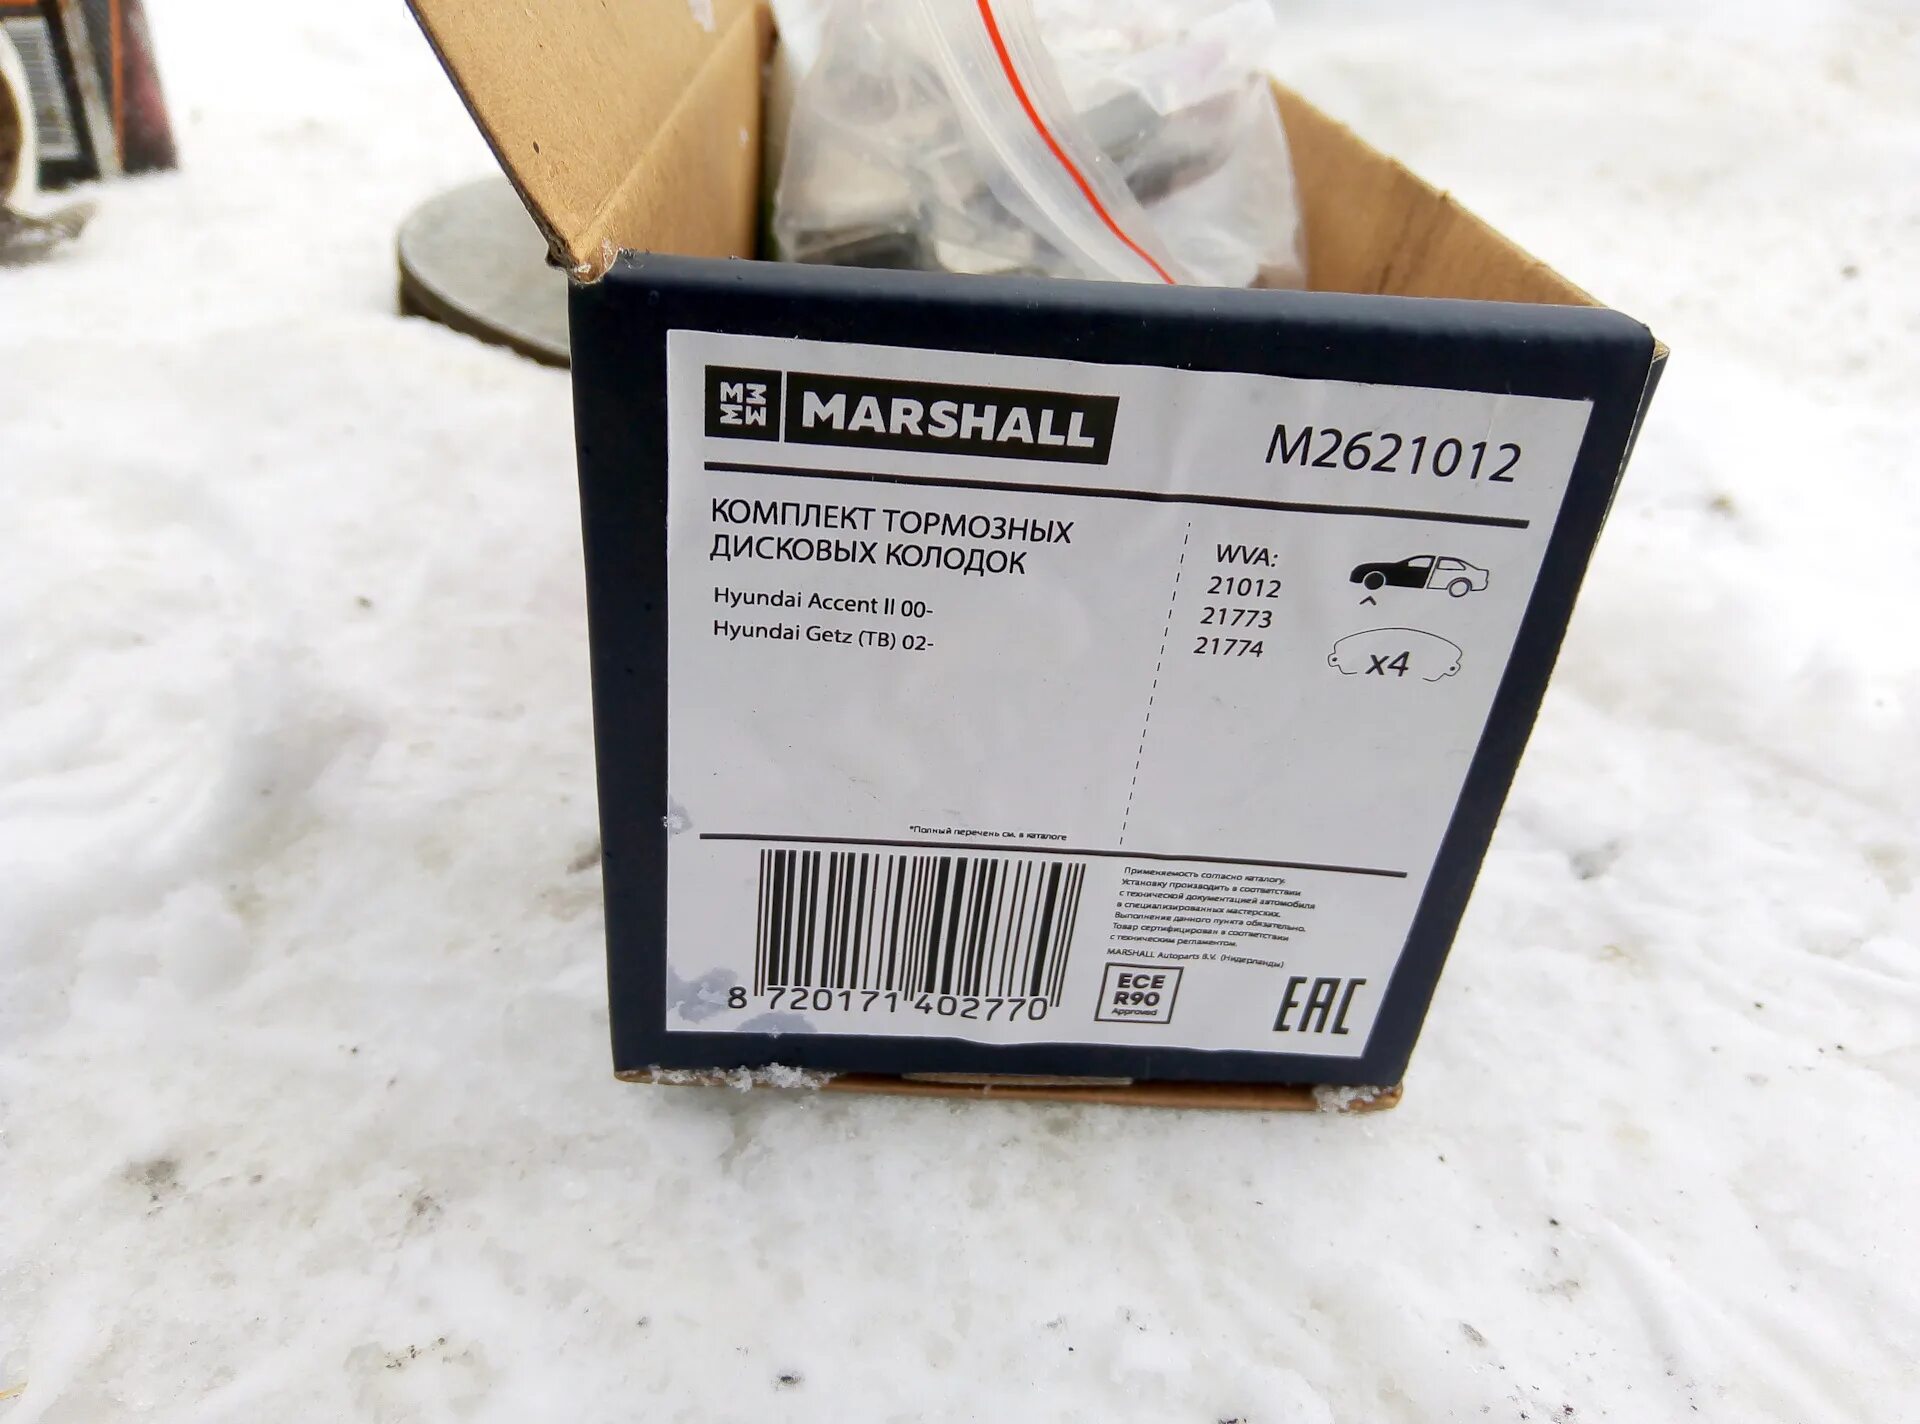 MARSHALL
M2621012
КОМПЛЕКТ ТОРМОЗНЫХ
ДИСКОВЫХ КОЛОДОК
Hyundai Accent II 00-
Hyundai Getz (TB) 02-
WVA:
21012
21773
21774
x4
*Полный перечень см. в каталоге
8 720171 402770
Применяемость согласно каталогу.
Установку производить в соответствии
с технической документацией автомобиля
в специализированных мастерских.
Выполнение данного пункта обязательно.
Товар сертифицирован в соответствии
с техническим регламентом.
MARSHALL Autoparts B.V. (Нидерланды)
ECE
R90
Approved
EAC